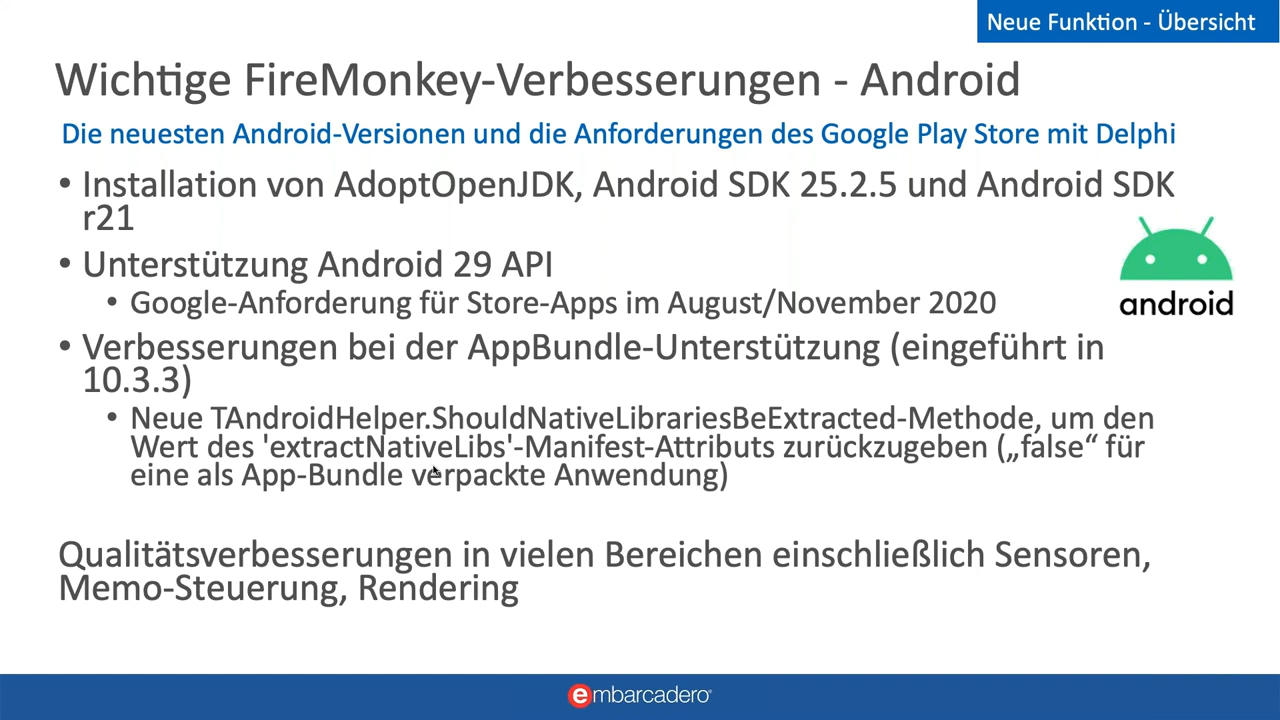 Neue Funktion - Übersicht
Wichtige FireMonkey-Verbesserungen - Android
Die neuesten Android-Versionen und die Anforderungen des Google Play Store mit Delphi
• Installation von AdoptOpenJDK, Android SDK 25.2.5 und Android SDK
r21
• Unterstützung Android 29 API
• Google-Anforderung für Store-Apps im August/November 2020
android
• Verbesserungen bei der AppBundle-Unterstützung (eingeführt in
10.3.3)
• Neue TAndroidHelper.ShouldNativeLibrariesBeExtracted-Methode, um den
Wert des 'extractNativeLibs'-Manifest-Attributs zurückzugeben („false“ für
eine als App-Bundle verpackte Anwendung)
Qualitätsverbesserungen in vielen Bereichen einschließlich Sensoren,
Memo-Steuerung, Rendering
embarcadero